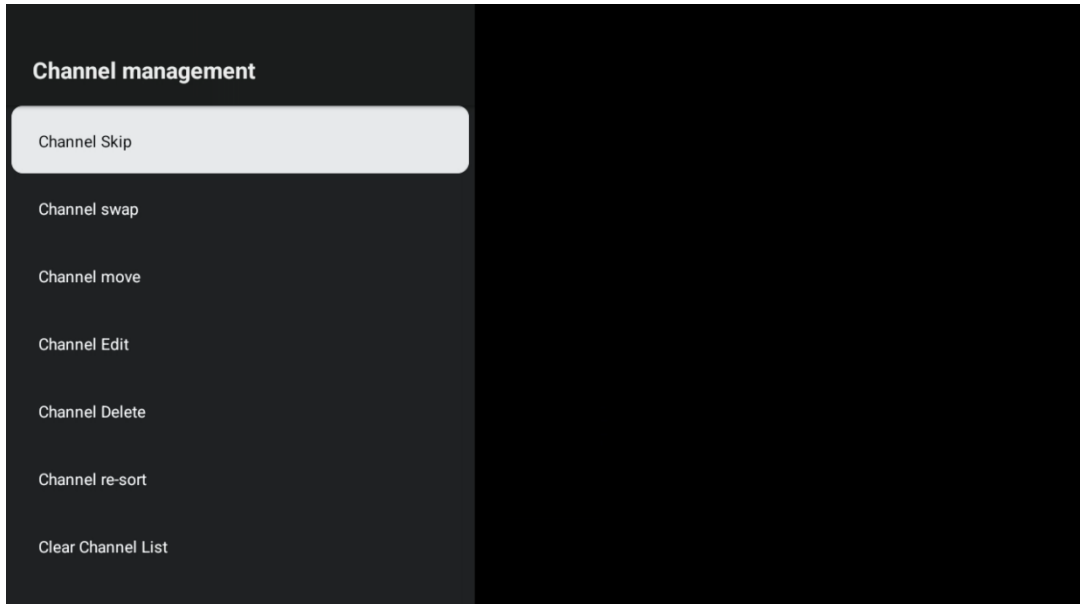 Channel management
Channel Skip
Channel swap
Channel move
Channel Edit
Channel Delete
Channel re-sort
Clear Channel List